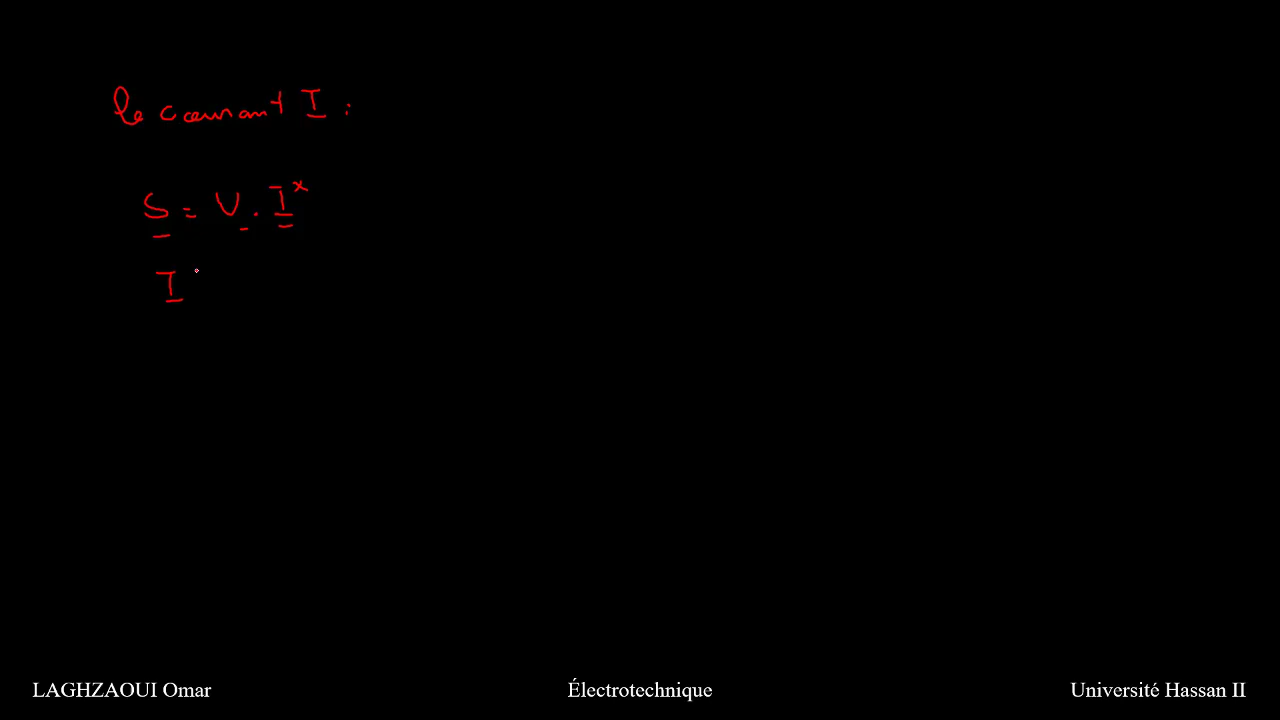 le courant I :
S = V . I*
I
LAGHZAOUI Omar
Électrotechnique
Université Hassan II